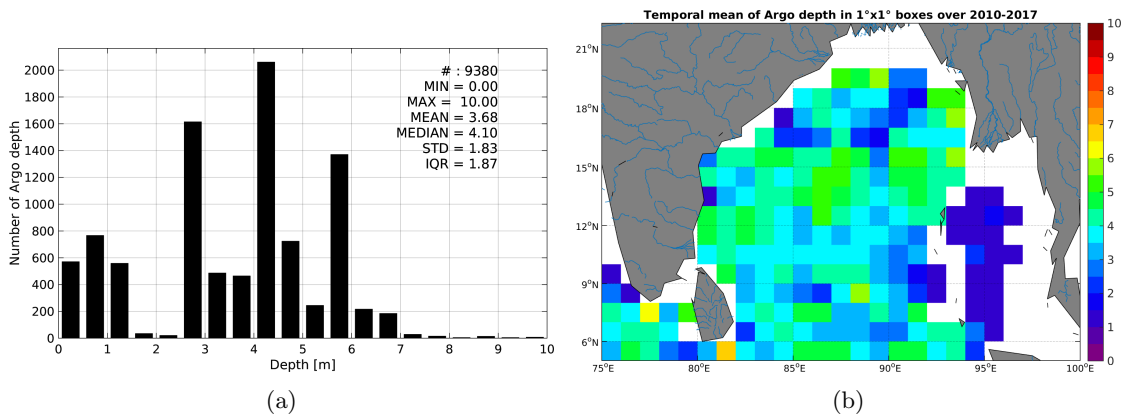 2000
1800
1600
1400
1200
1000
800
600
400
200
0
Number of Argo depth
# : 9380
MIN = 0.00
MAX = 10.00
MEAN = 3.68
MEDIAN = 4.10
STD = 1.83
IQR = 1.87
0 1 2 3 4 5 6 7 8 9 10
Depth [m]
(a)
Temporal mean of Argo depth in 1°x1° boxes over 2010-2017
21°N
18°N
15°N
12°N
9°N
6°N
75°E 80°E 85°E 90°E 95°E 100°E
10
9
8
7
6
5
4
3
2
1
0
(b)